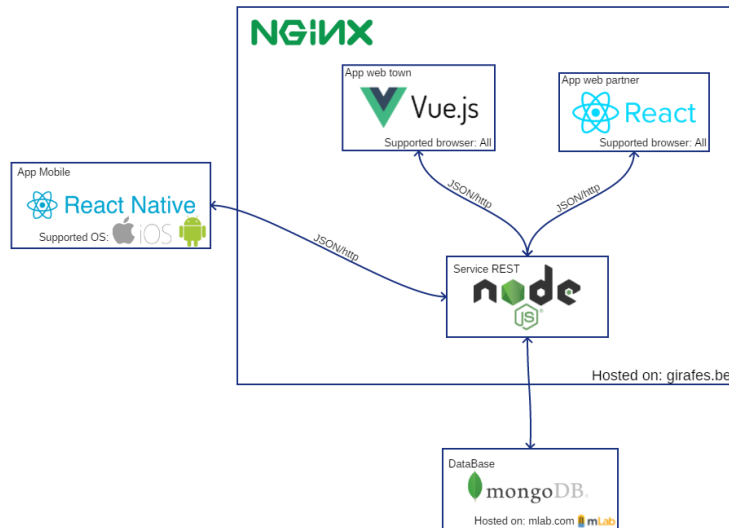 NGINX
App web town
Vue.js
Supported browser: All
App web partner
React
Supported browser: All
App Mobile
React Native
Supported OS: iOS
JSON/http
JSON/http
JSON/http
Service REST
node
JS
Hosted on: girafes.be
DataBase
mongoDB
Hosted on: mlab.com mLab